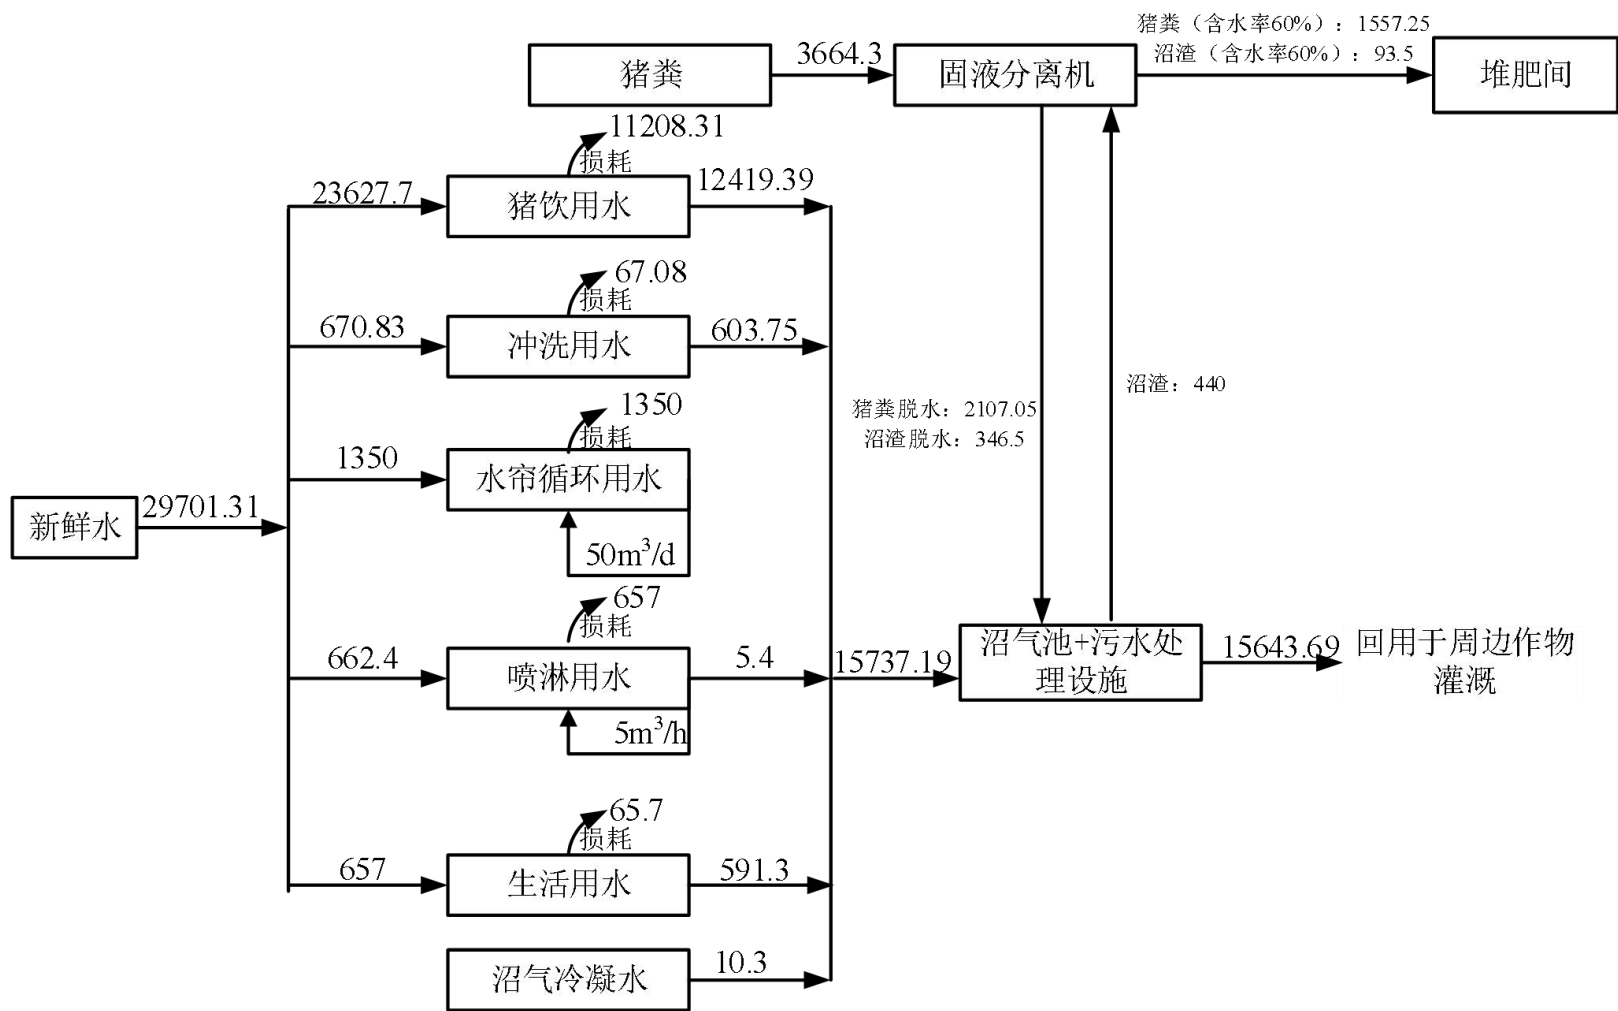 猪粪（含水率60%）：1557.25
沼渣（含水率60%）：93.5
猪粪
3664.3
固液分离机
堆肥间
11208.31
损耗
23627.7
猪饮用水
12419.39
67.08
损耗
670.83
冲洗用水
603.75
沼渣：440
1350
损耗
猪粪脱水：2107.05
沼渣脱水：346.5
1350
水帘循环用水
新鲜水
29701.31
50m³/d
657
损耗
662.4
喷淋用水
5.4
15737.19
沼气池+污水处
理设施
15643.69
回用于周边作物
灌溉
5m³/h
65.7
损耗
657
生活用水
591.3
沼气冷凝水
10.3